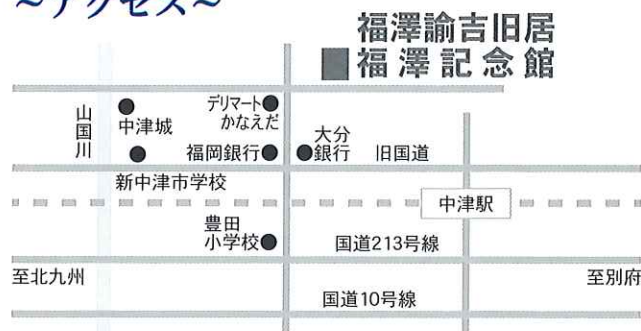 ~アクセス~
福澤諭吉旧居
福澤記念館
山国川
中津城
デリマート
かなえだ
福岡銀行
大分
銀行
旧国道
新中津市学校
中津駅
豊田
小学校
国道213号線
至北九州
至別府
国道10号線